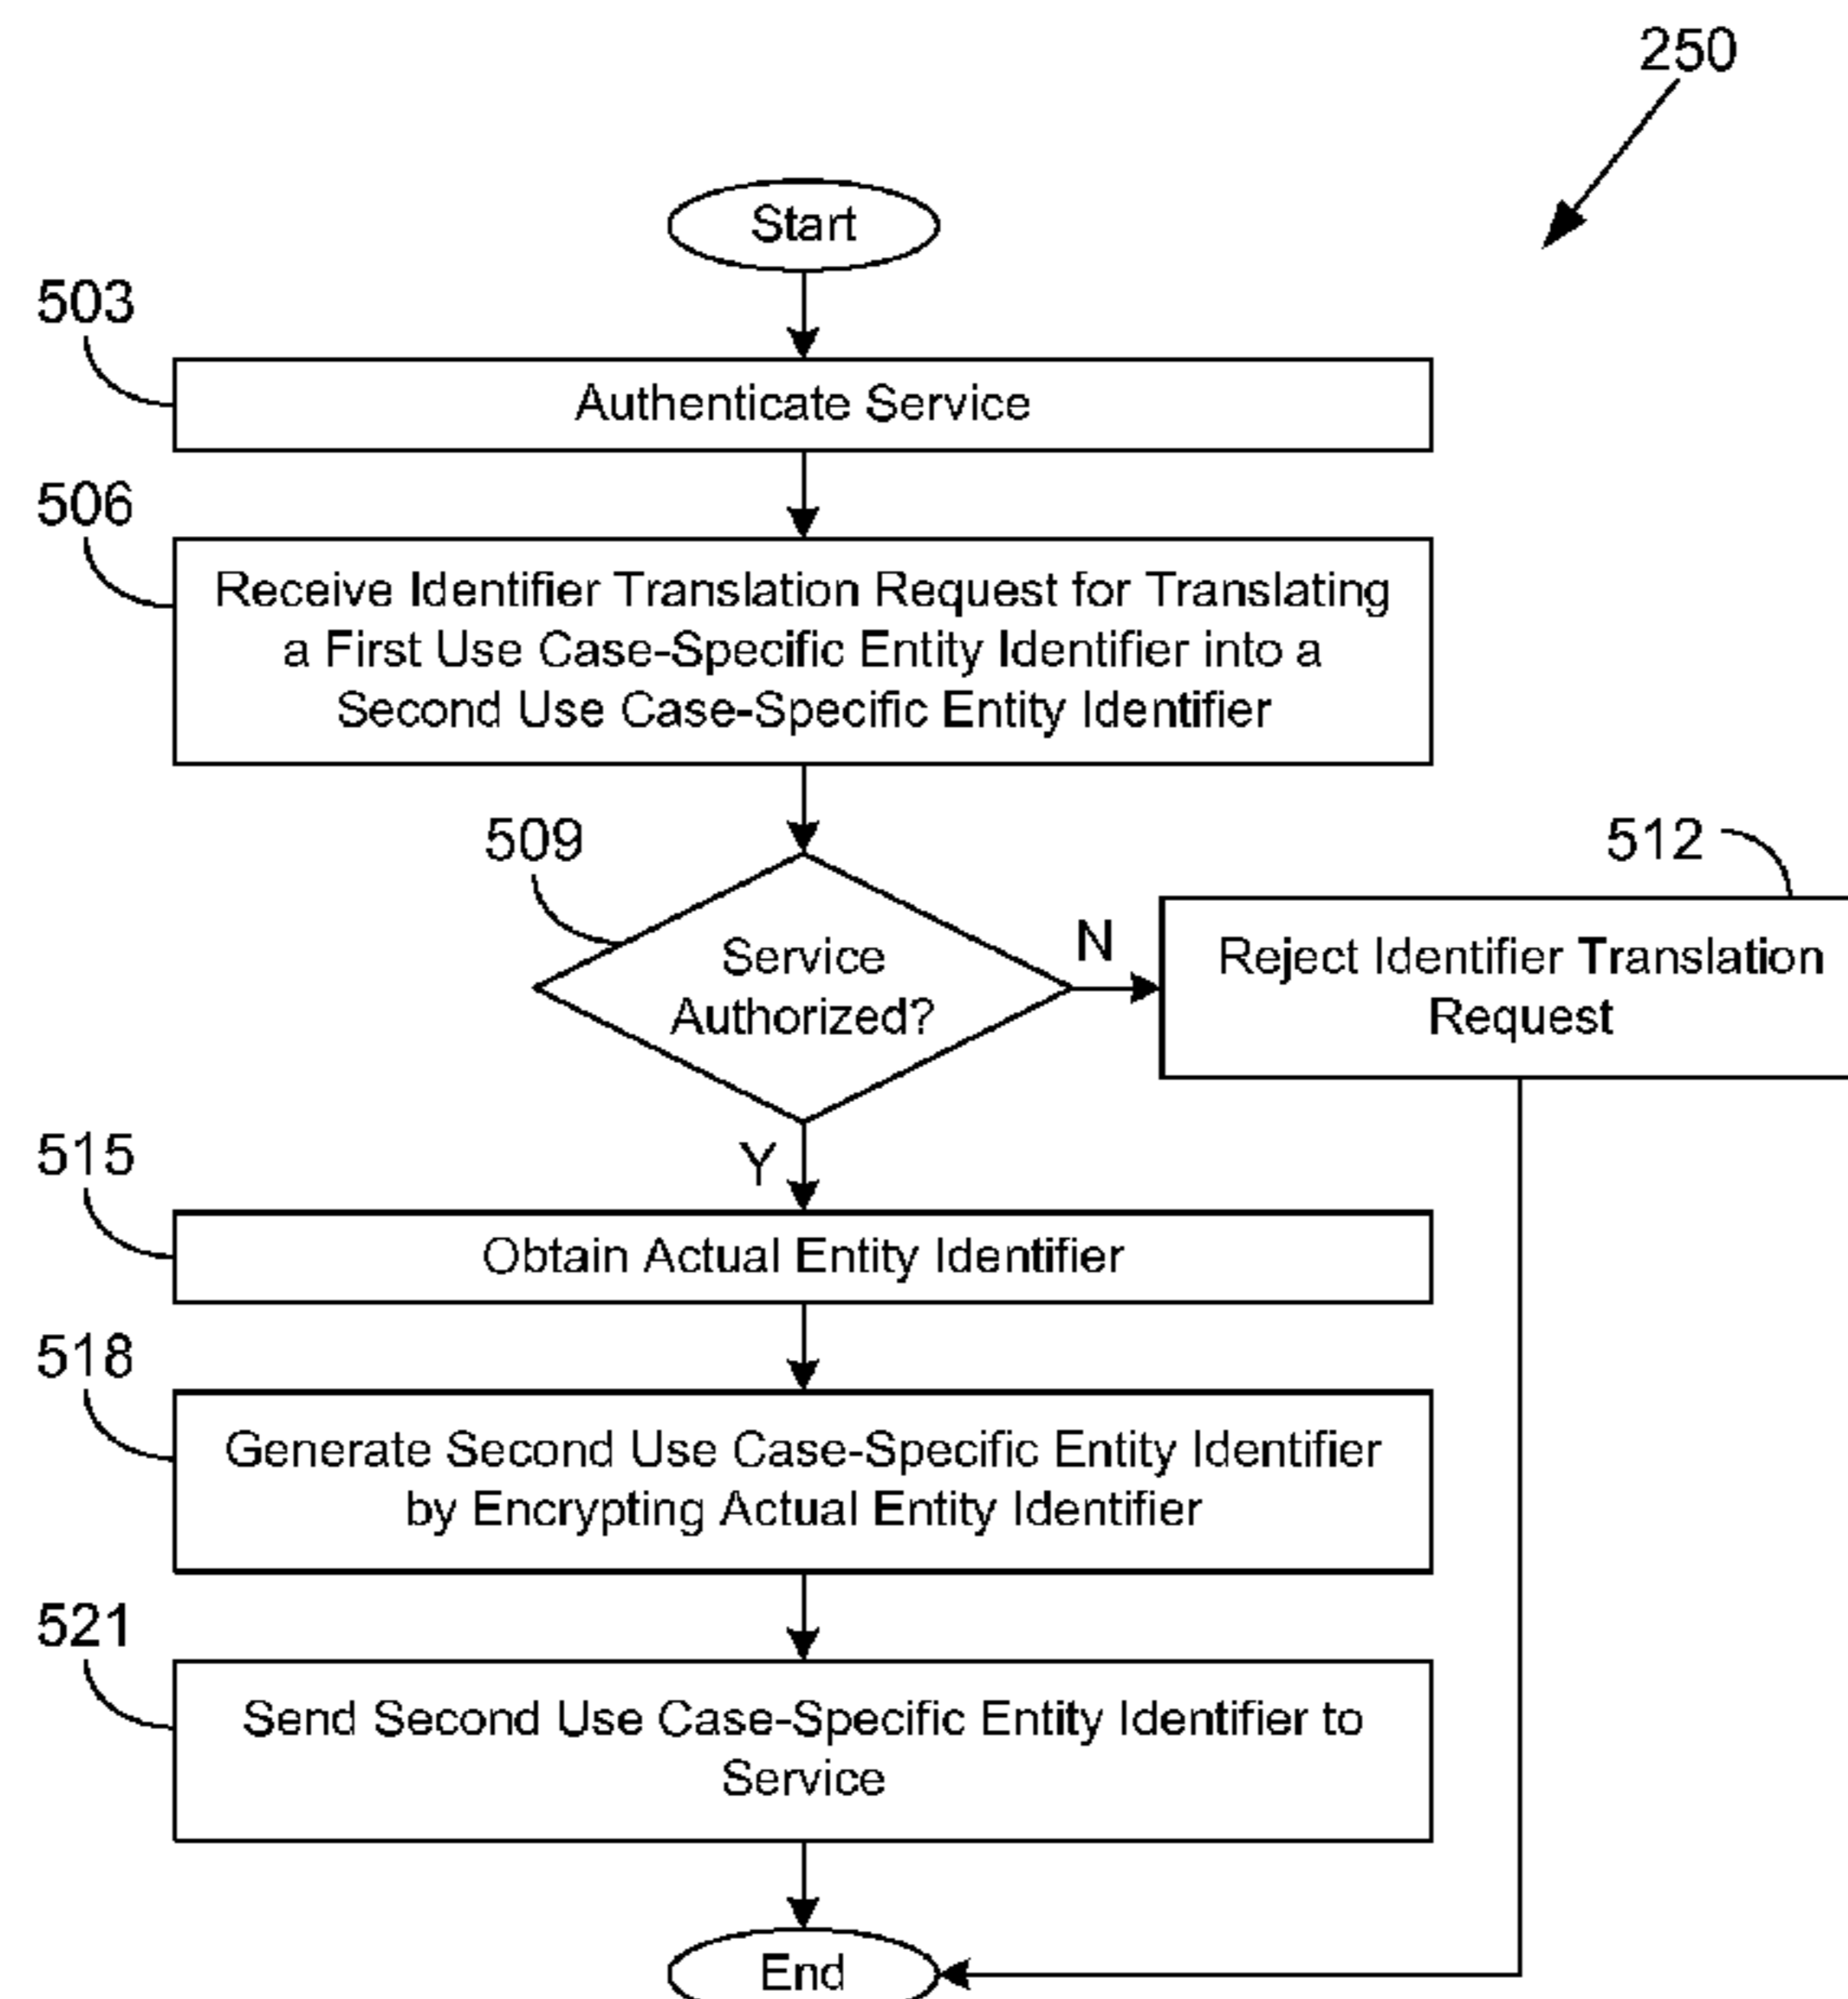 250
Start
503
Authenticate Service
506
Receive Identifier Translation Request for Translating
a First Use Case-Specific Entity Identifier into a
Second Use Case-Specific Entity Identifier
509
Service
Authorized?
N
512
Reject Identifier Translation
Request
Y
515
Obtain Actual Entity Identifier
518
Generate Second Use Case-Specific Entity Identifier
by Encrypting Actual Entity Identifier
521
Send Second Use Case-Specific Entity Identifier to
Service
End